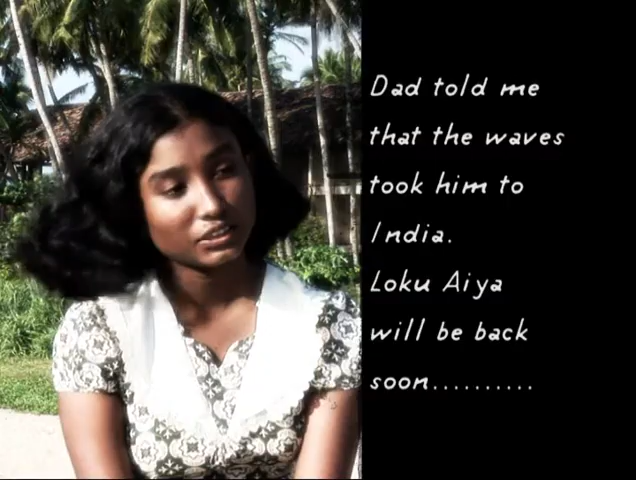 Dad told me
that the waves
took him to
India.
Loku Aiya
will be back
soon..........